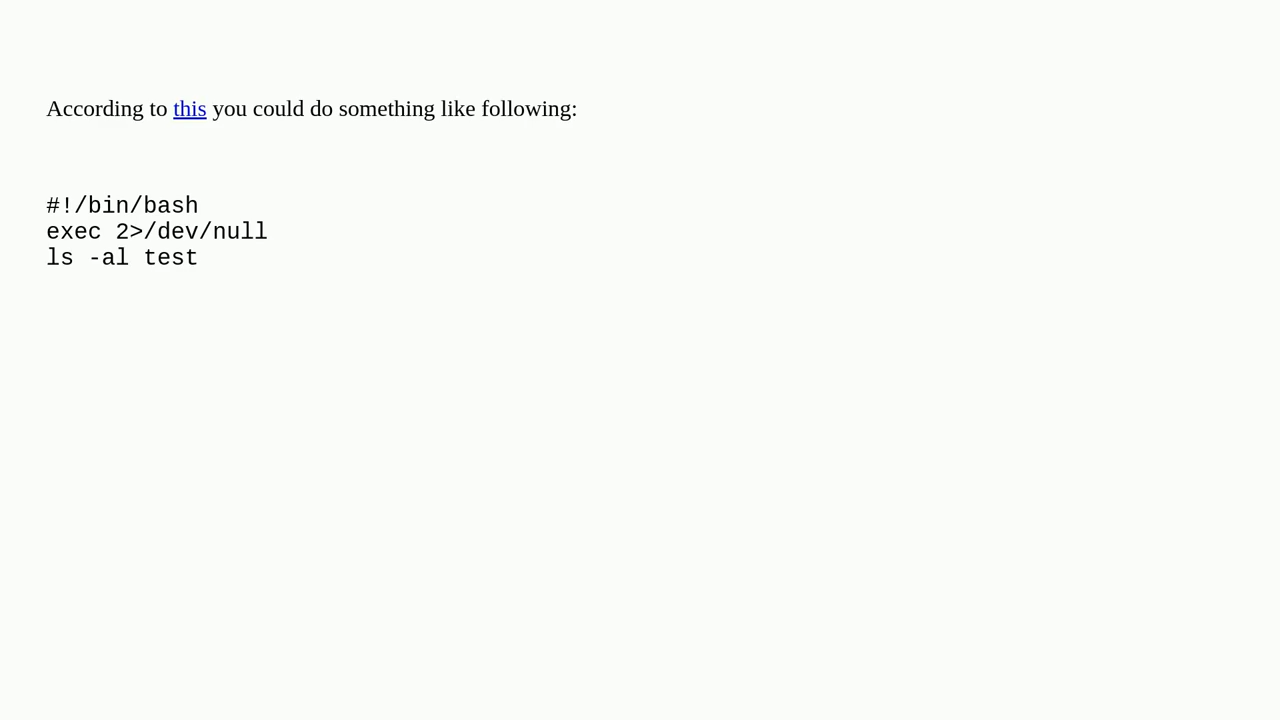 According to this you could do something like following:
#!/bin/bash
exec 2>/dev/null
ls -al test